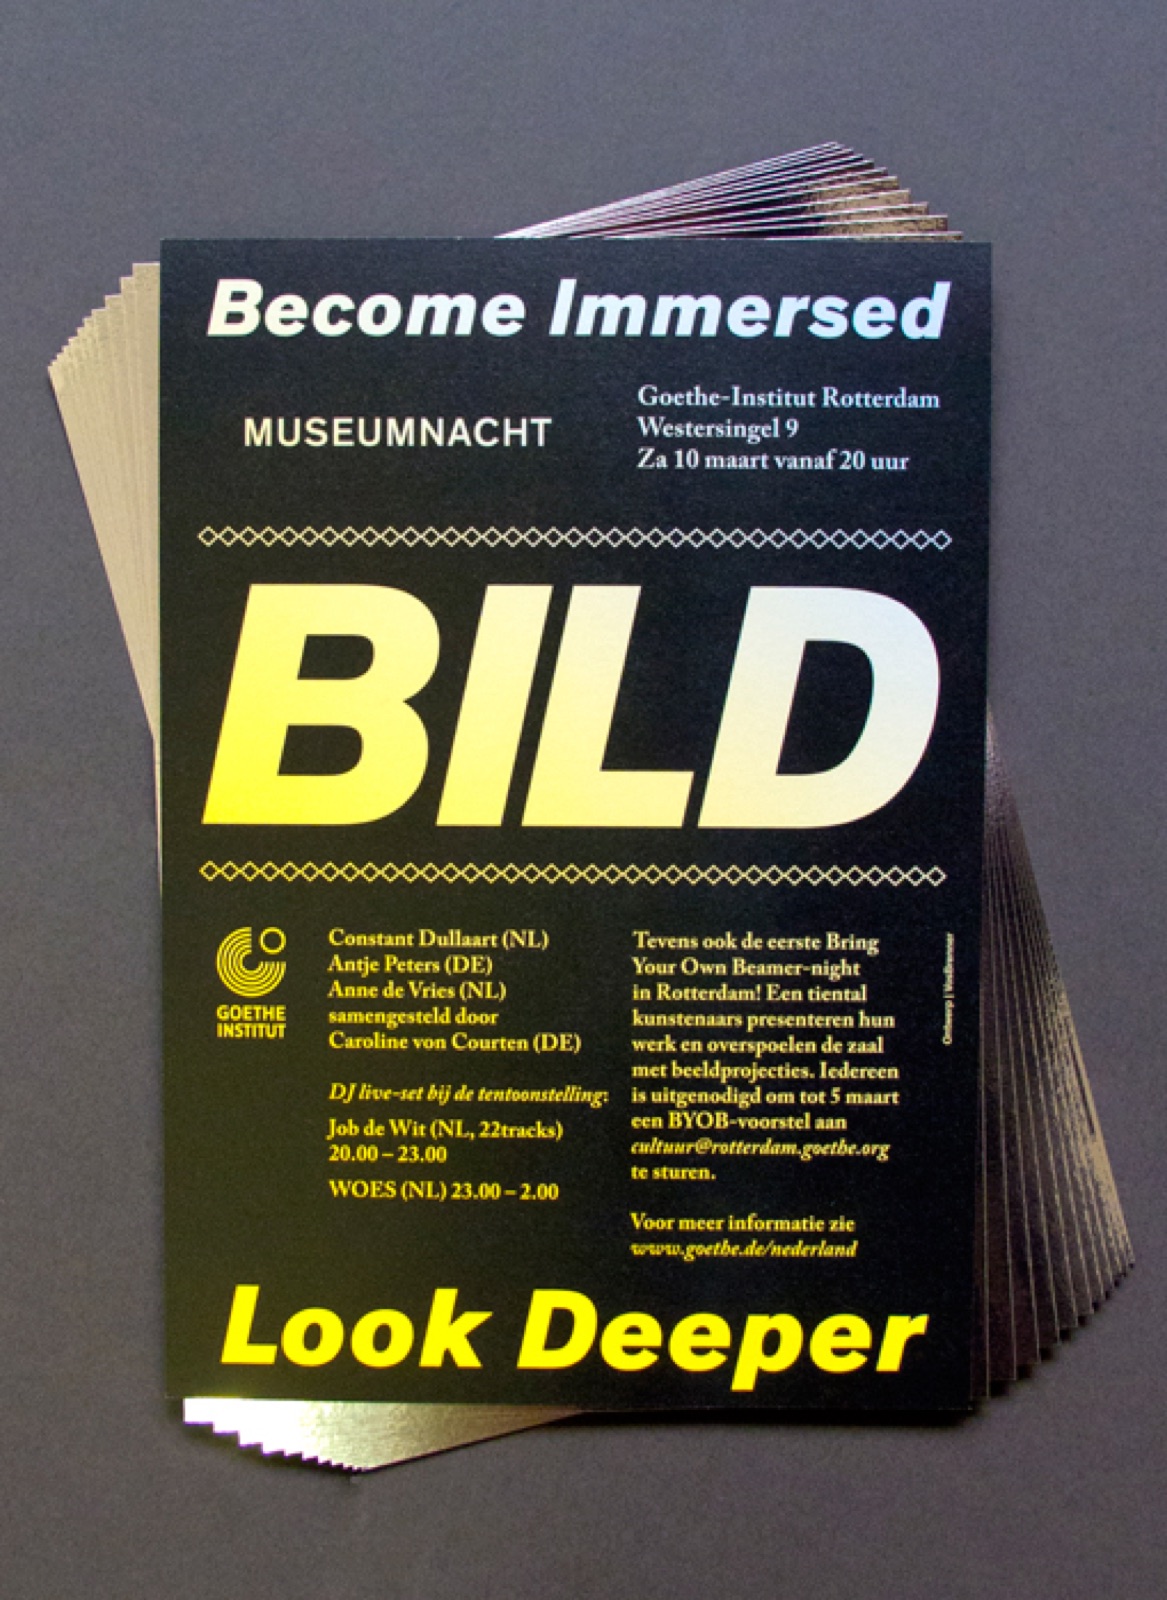 Become Immersed
MUSEUMNACHT
Goethe-Institut Rotterdam
Westersingel 9
Za 10 maart vanaf 20 uur
BILD
GOETHE
INSTITUT
Constant Dullaart (NL)
Antje Peters (DE)
Anne de Vries (NL)
samengesteld door
Caroline von Courten (DE)
DJ live-set bij de tentoonstelling:
Job de Wit (NL, 22tracks)
20.00 – 23.00
WOES (NL) 23.00 – 2.00
Tevens ook de eerste Bring
Your Own Beamer-night
in Rotterdam! Een tiental
kunstenaars presenteren hun
werk en overspoelen de zaal
met beeldprojecties. Iedereen
is uitgenodigd om tot 5 maart
een BYOB-voorstel aan
cultuur@rotterdam.goethe.org
te sturen.
Voor meer informatie zie
www.goethe.de/nederland
Ontwerp |
Look Deeper